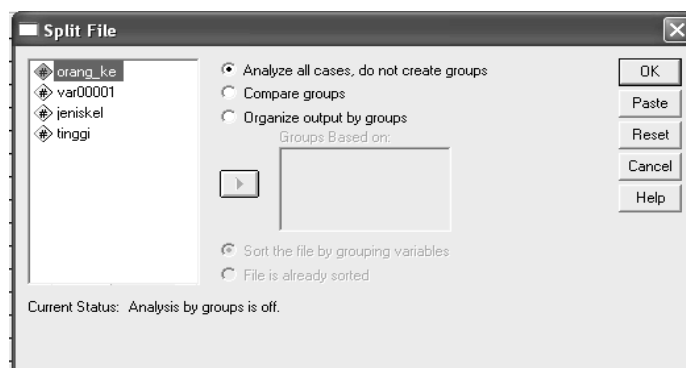 Split File
orang_ke
var00001
jeniskel
tinggi
Analyze all cases, do not create groups
Compare groups
Organize output by groups
Groups Based on:
Sort the file by grouping variables
File is already sorted
Current Status: Analysis by groups is off.
OK
Paste
Reset
Cancel
Help